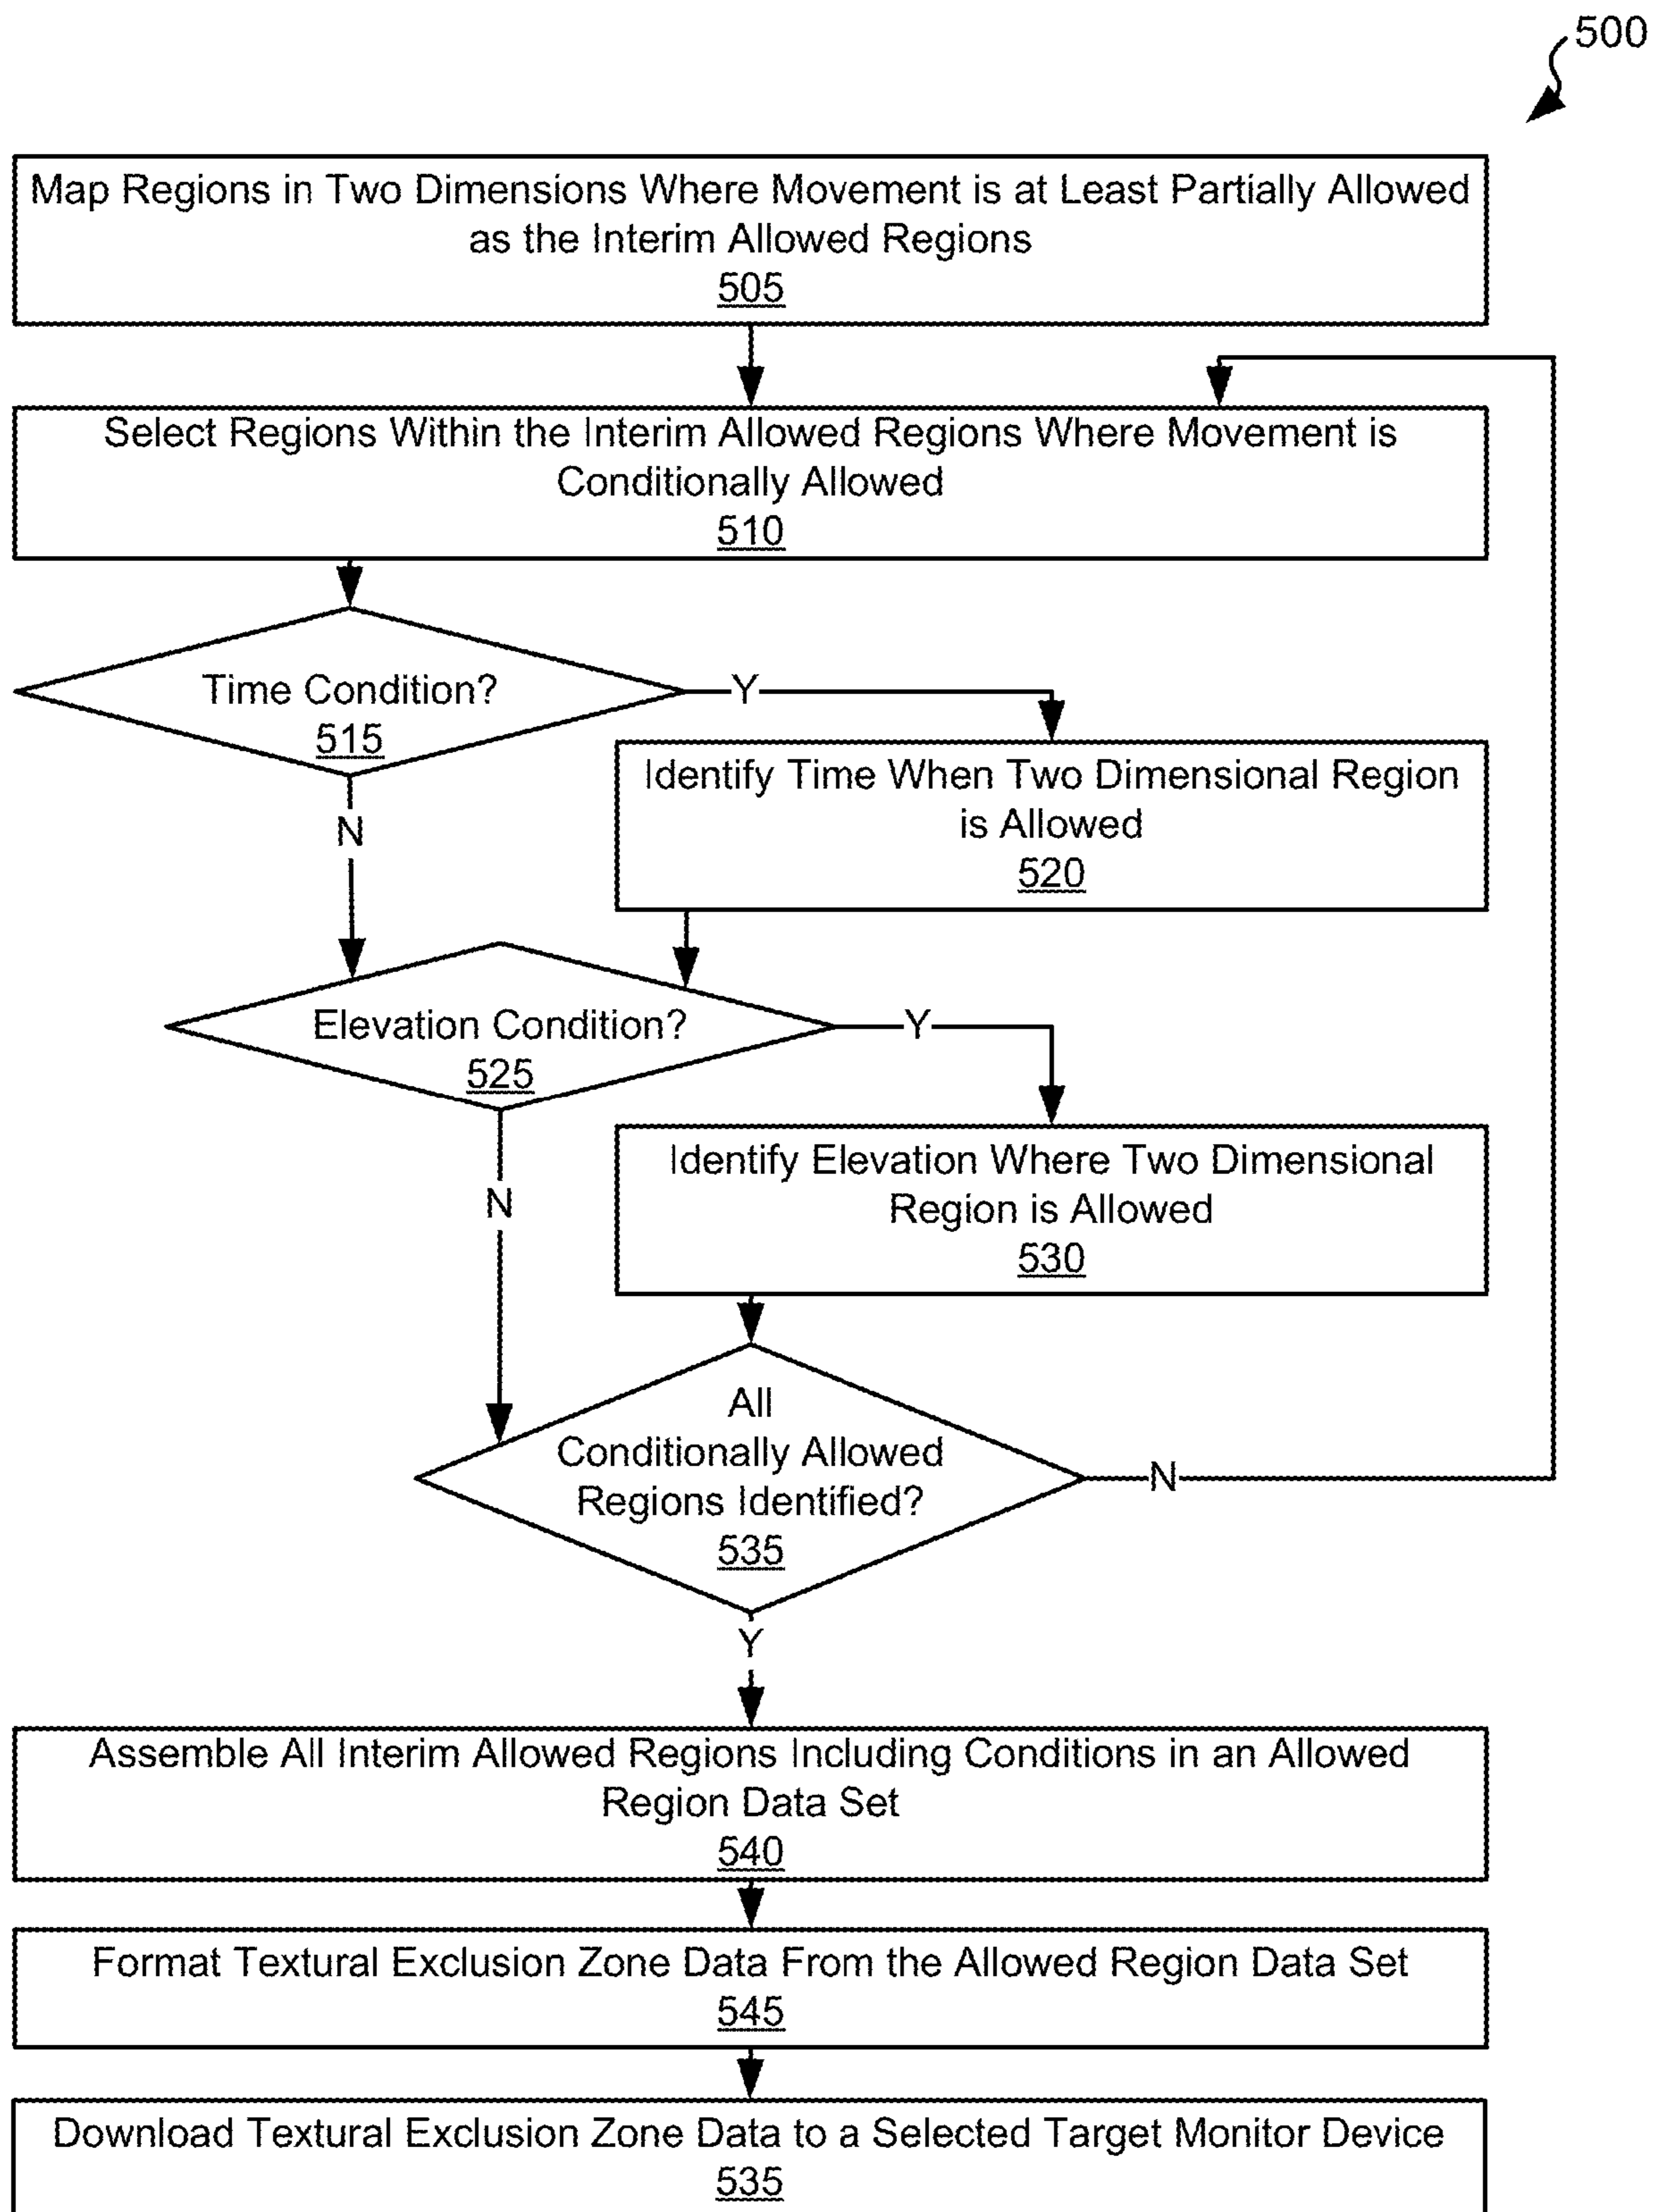 500
Map Regions in Two Dimensions Where Movement is at Least Partially Allowed
as the Interim Allowed Regions
505
Select Regions Within the Interim Allowed Regions Where Movement is
Conditionally Allowed
510
Time Condition?
515
Y
N
Identify Time When Two Dimensional Region
is Allowed
520
Elevation Condition?
525
Y
N
Identify Elevation Where Two Dimensional
Region is Allowed
530
All
Conditionally Allowed
Regions Identified?
535
N
Y
Assemble All Interim Allowed Regions Including Conditions in an Allowed
Region Data Set
540
Format Textural Exclusion Zone Data From the Allowed Region Data Set
545
Download Textural Exclusion Zone Data to a Selected Target Monitor Device
535